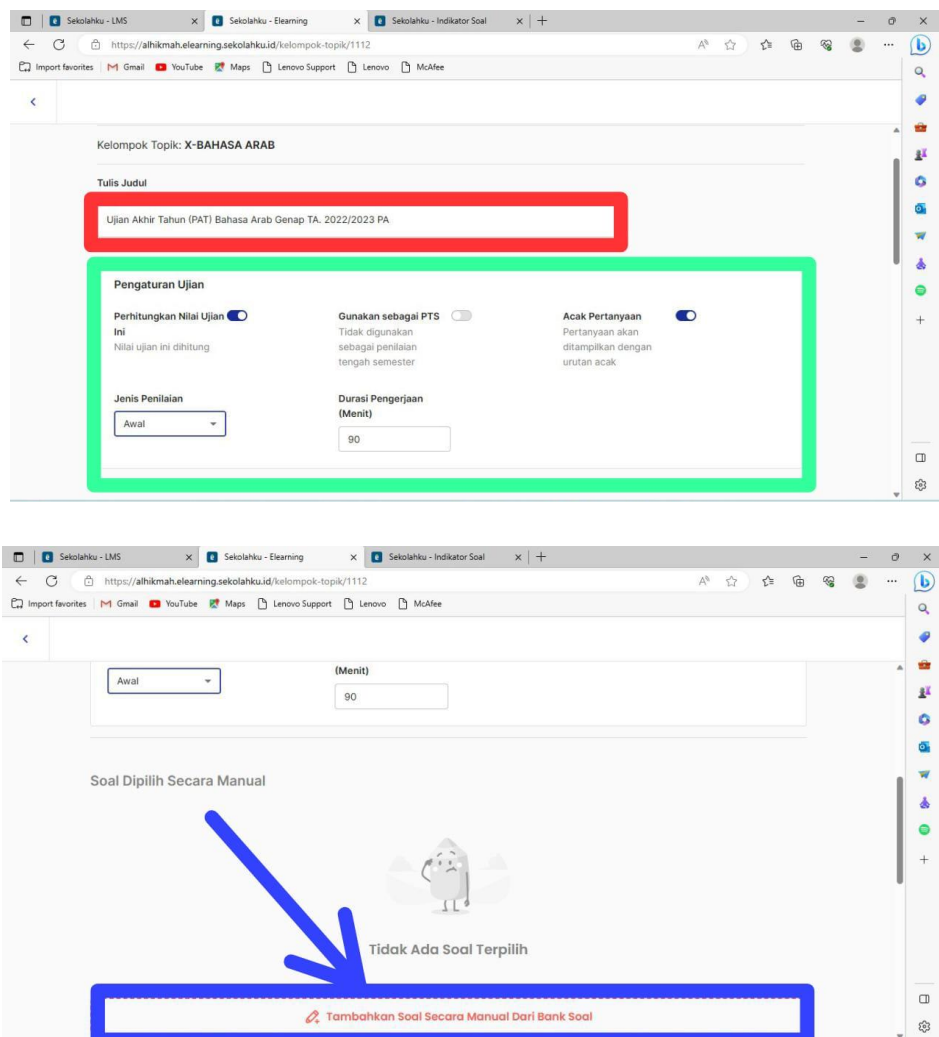 Sekolahku - LMS
Sekolahku - Elearning
Sekolahku - Indikator Soal
https://alhikmah.elearning.sekolahku.id/kelompok-topik/1112
Import favorites
Gmail
YouTube
Maps
Lenovo Support
Lenovo
McAfee
Kelompok Topik: X-BAHASA ARAB
Tulis Judul
Ujian Akhir Tahun (PAT) Bahasa Arab Genap TA. 2022/2023 PA
Pengaturan Ujian
Perhitungkan Nilai Ujian
Ini
Nilai ujian ini dihitung
Gunakan sebagai PTS
Tidak digunakan
sebagai penilaian
tengah semester
Acak Pertanyaan
Pertanyaan akan
ditampilkan dengan
urutan acak
Jenis Penilaian
Awal
Durasi Pengerjaan
(Menit)
90
Sekolahku - LMS
Sekolahku - Elearning
Sekolahku - Indikator Soal
https://alhikmah.elearning.sekolahku.id/kelompok-topik/1112
Import favorites
Gmail
YouTube
Maps
Lenovo Support
Lenovo
McAfee
Awal
(Menit)
90
Soal Dipilih Secara Manual
Tidak Ada Soal Terpilih
Tambahkan Soal Secara Manual Dari Bank Soal